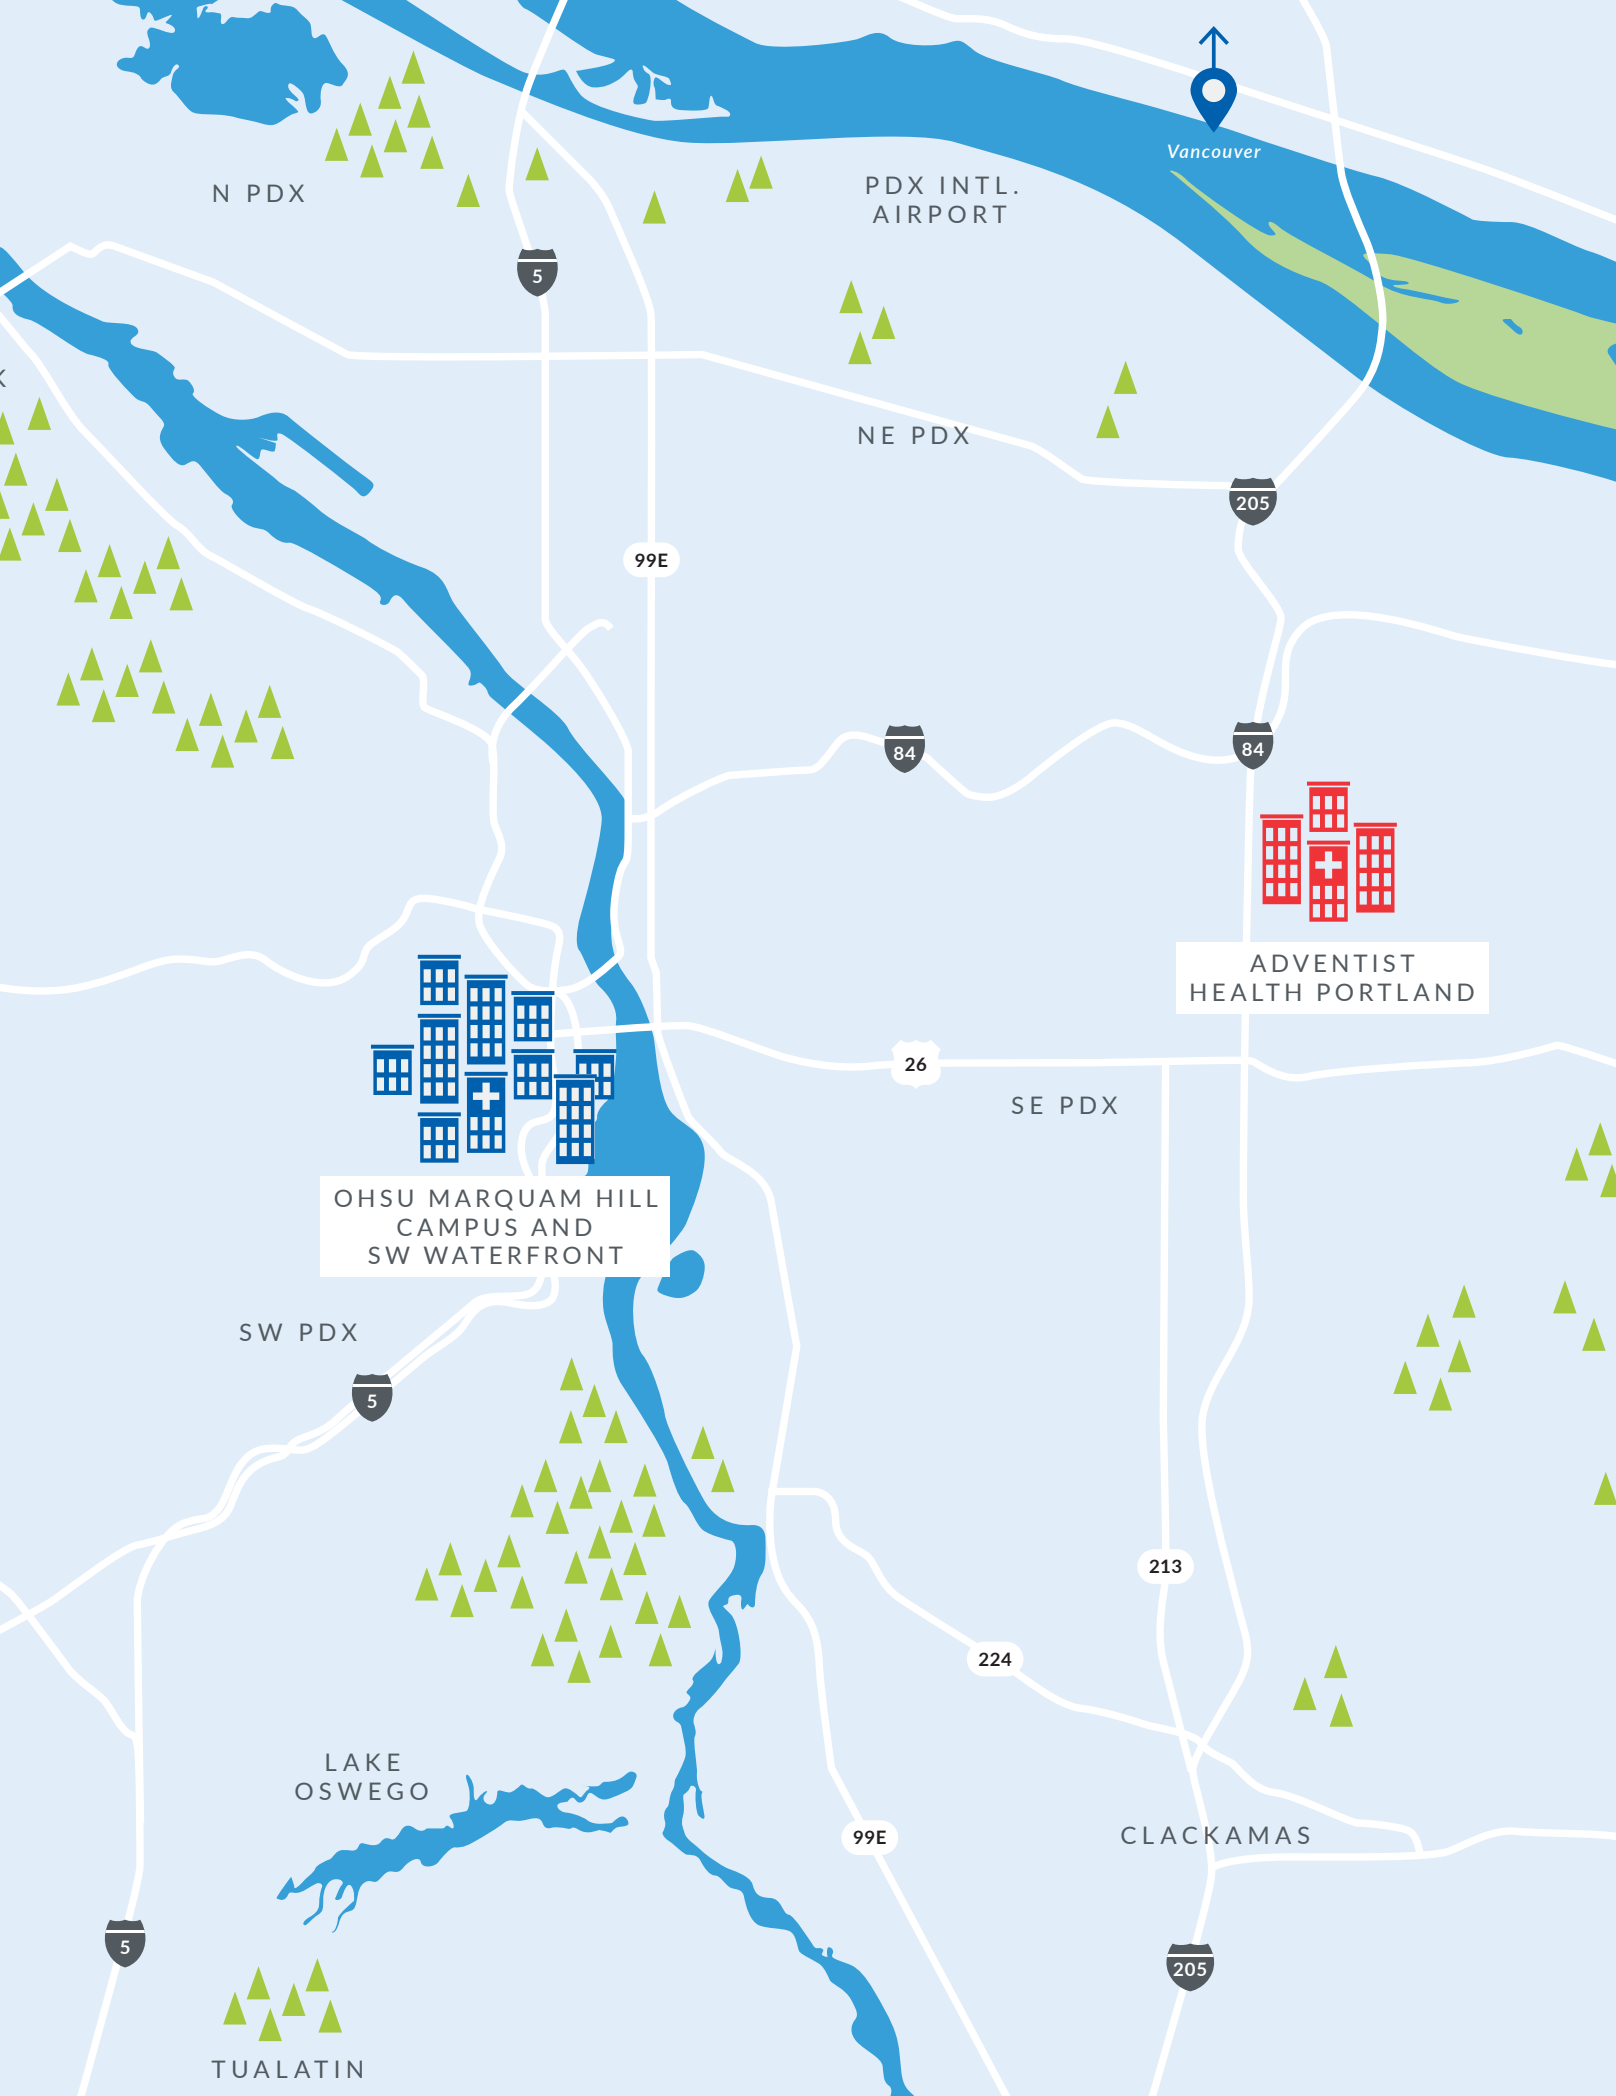 Vancouver
N PDX
PDX INTL.
AIRPORT
5
K
NE PDX
205
99E
84
84
ADVENTIST
HEALTH PORTLAND
26
SE PDX
OHSU MARQUAM HILL
CAMPUS AND
SW WATERFRONT
SW PDX
5
213
224
LAKE
OSWEGO
99E
CLACKAMAS
5
205
TUALATIN